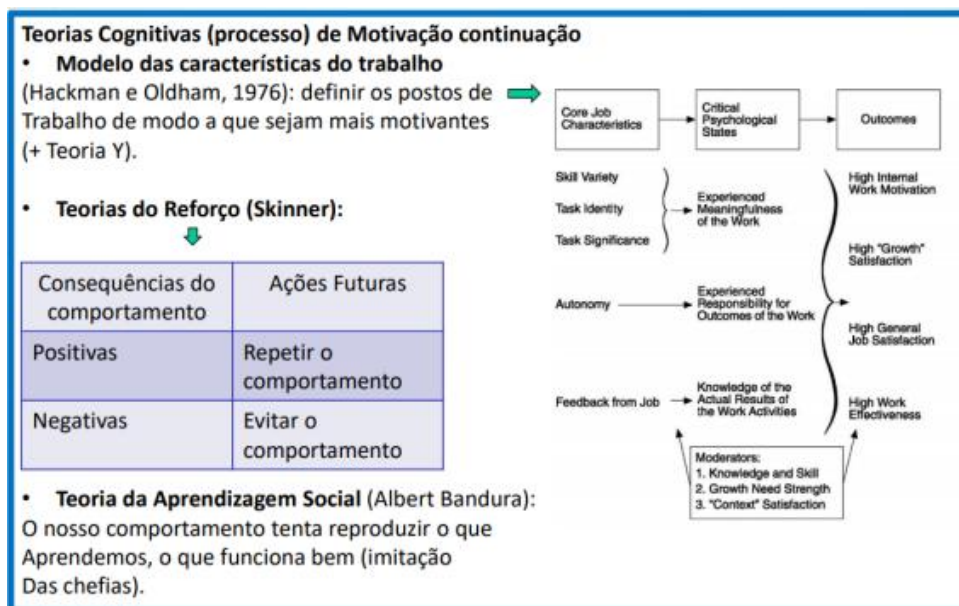 Teorias Cognitivas (processo) de Motivação continuação
• Modelo das características do trabalho
(Hackman e Oldham, 1976): definir os postos de
Trabalho de modo a que sejam mais motivantes
(+ Teoria Y).
• Teorias do Reforço (Skinner):
Consequências do
comportamento
Ações Futuras
Positivas
Repetir o
comportamento
Negativas
Evitar o
comportamento
• Teoria da Aprendizagem Social (Albert Bandura):
O nosso comportamento tenta reproduzir o que
Aprendemos, o que funciona bem (imitação
Das chefias).
Core Job
Characteristics
Critical
Psychological
States
Outcomes
Skill Variety
Task Identity
Task Significance
Experienced
Meaningfulness
of the Work
High Internal
Work Motivation
High "Growth"
Satisfaction
Autonomy
Experienced
Responsibility for
Outcomes of the Work
High General
Job Satisfaction
Feedback from Job
Knowledge of the
Actual Results of
the Work Activities
High Work
Effectiveness
Moderators:
1. Knowledge and Skill
2. Growth Need Strength
3. "Context" Satisfaction